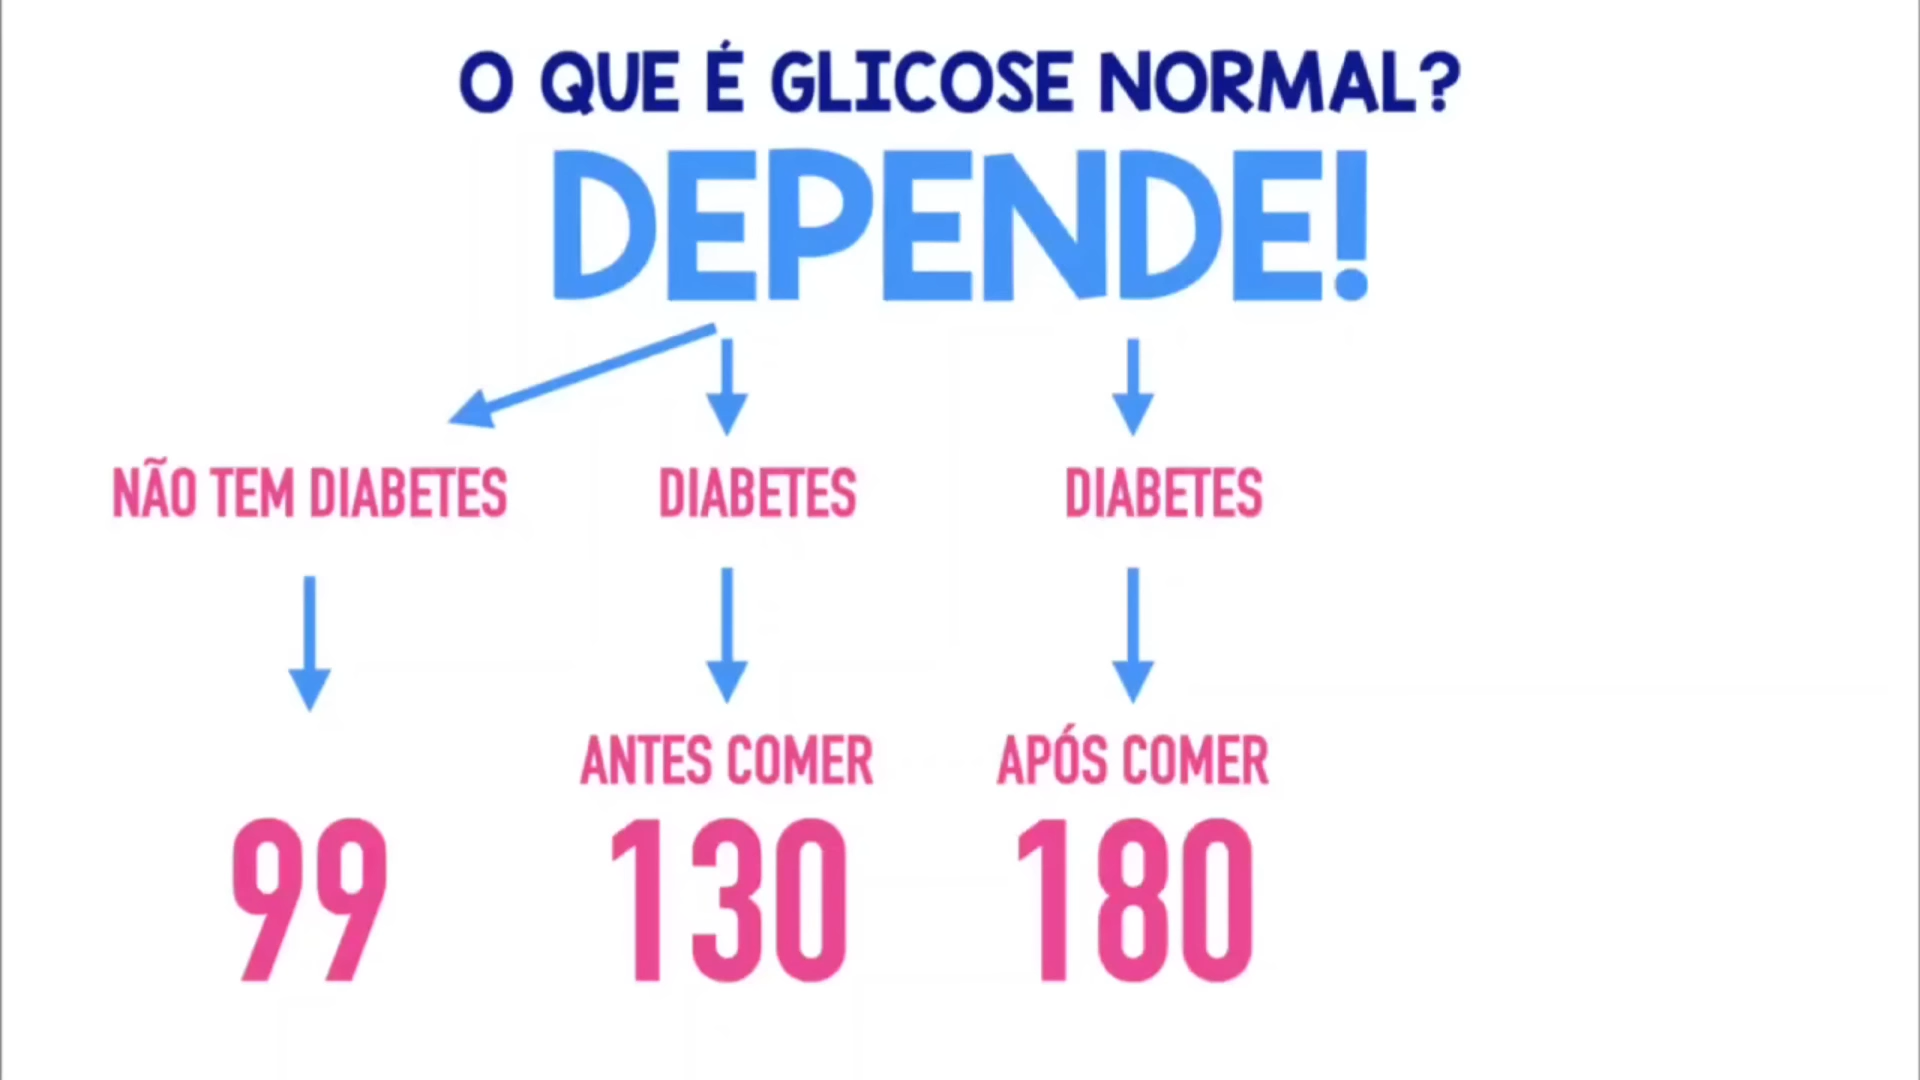 O QUE É GLICOSE NORMAL?
DEPENDE!
NÃO TEM DIABETES
DIABETES
DIABETES
ANTES COMER
APÓS COMER
99
130
180